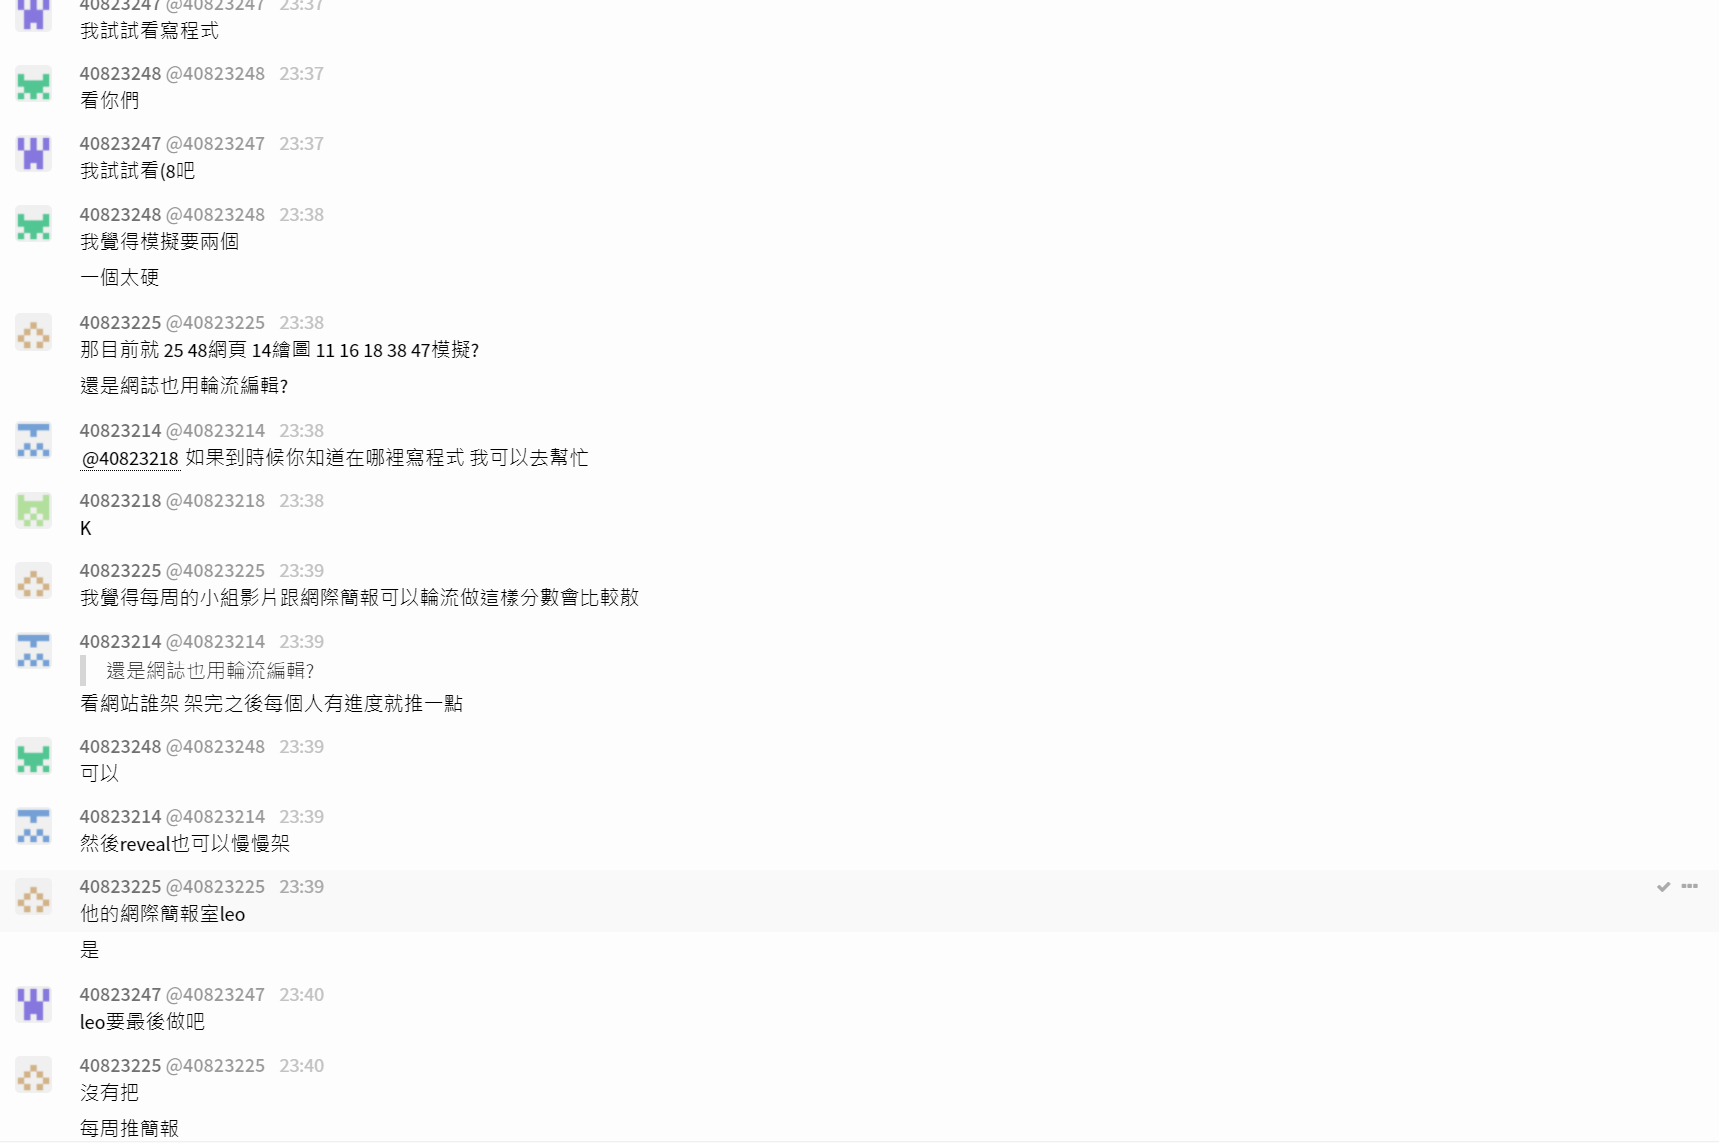 40823247 @40823247 23:37
我試試看寫程式
40823248 @40823248 23:37
看你們
40823247 @40823247 23:37
我試試看(8吧
40823248 @40823248 23:38
我覺得模擬要兩個
一個太硬
40823225 @40823225 23:38
那目前就 25 48網頁 14繪圖 11 16 18 38 47模擬?
還是網誌也用輪流編輯?
40823214 @40823214 23:38
@40823218 如果到時候你知道在哪裡寫程式 我可以去幫忙
40823218 @40823218 23:38
K
40823225 @40823225 23:39
我覺得每周的小組影片跟網際簡報可以輪流做這樣分數會比較散
40823214 @40823214 23:39
還是網誌也用輪流編輯?
看網站誰架 架完之後每個人有進度就推一點
40823248 @40823248 23:39
可以
40823214 @40823214 23:39
然後reveal也可以慢慢架
40823225 @40823225 23:39
他的網際簡報室leo
是
40823247 @40823247 23:40
leo要最後做吧
40823225 @40823225 23:40
沒有把
每周推簡報